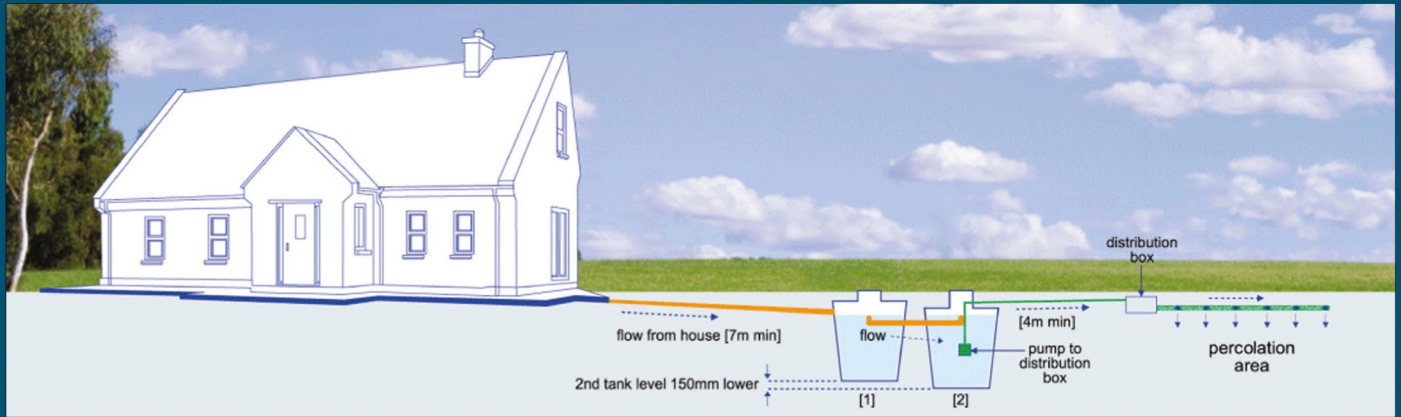 distribution
box
flow from house [7m min]
flow
[4m min]
pump to
distribution
box
percolation
area
2nd tank level 150mm lower
[1]
[2]